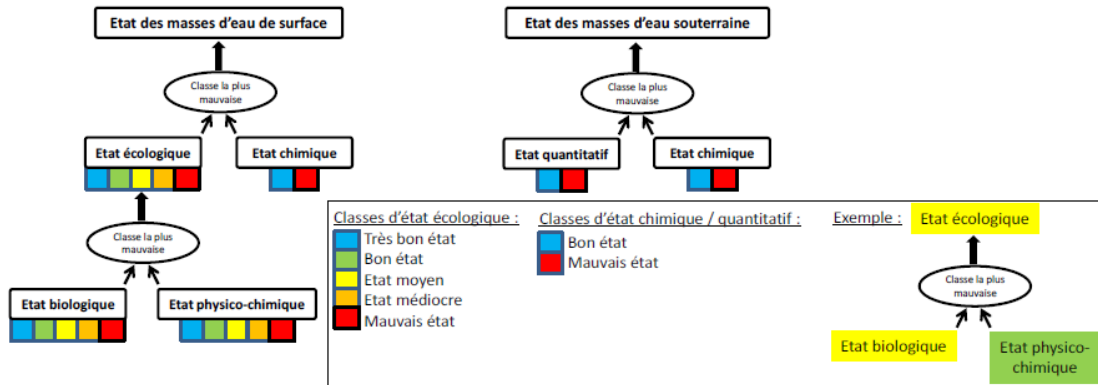 Etat des masses d'eau de surface
Classe la plus
mauvaise
Etat écologique
Etat chimique
Classe la plus
mauvaise
Etat biologique
Etat physico-chimique
Etat des masses d'eau souterraine
Classe la plus
mauvaise
Etat quantitatif
Etat chimique
Classes d'état écologique :
Très bon état
Bon état
Etat moyen
Etat médiocre
Mauvais état
Classes d'état chimique / quantitatif :
Bon état
Mauvais état
Exemple :
Etat écologique
Classe la plus
mauvaise
Etat biologique
Etat physico-
chimique